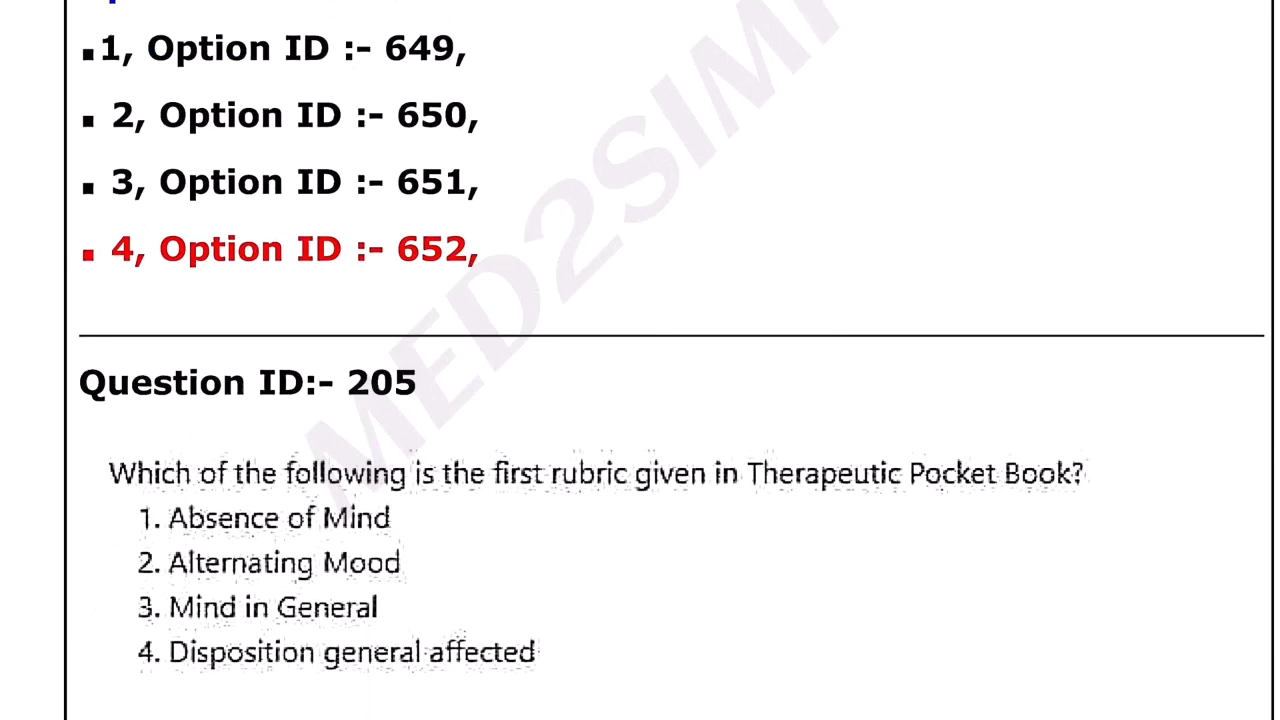 ▪1, Option ID :- 649,
▪ 2, Option ID :- 650,
▪ 3, Option ID :- 651,
▪ 4, Option ID :- 652,
MED2SIM
Question ID:- 205
Which of the following is the first rubric given in Therapeutic Pocket Book?
1. Absence of Mind
2. Alternating Mood
3. Mind in General
4. Disposition general affected